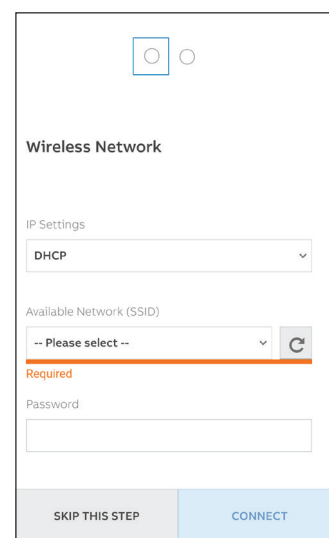 Wireless Network
IP Settings
DHCP
Available Network (SSID)
-- Please select --
Required
Password
SKIP THIS STEP
CONNECT